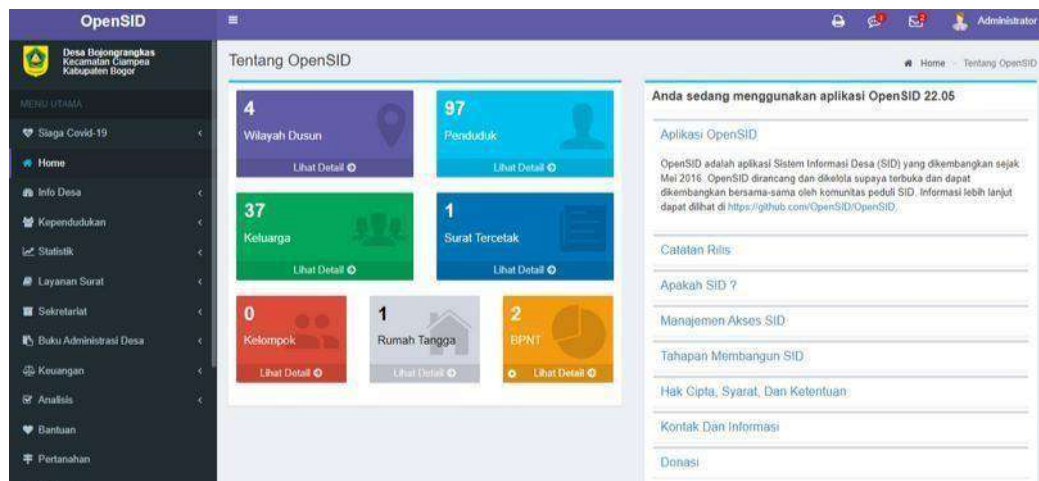 OpenSID
Administrator
Desa Bojongrangkas
Kecamatan Ciampea
Kabupaten Bogor
MENU UTAMA
Siaga Covid-19
Home
Info Desa
Kependudukan
Statistik
Layanan Surat
Sekretariat
Buku Administrasi Desa
Keuangan
Analisis
Bantuan
Pertanahan
Tentang OpenSID
Home - Tentang OpenSID
4
Wilayah Dusun
Lihat Detail
97
Penduduk
Lihat Detail
37
Keluarga
Lihat Detail
1
Surat Tercetak
Lihat Detail
0
Kelompok
Lihat Detail
1
Rumah Tangga
Lihat Detail
2
BPNT
Lihat Detail
Anda sedang menggunakan aplikasi OpenSID 22.05
Aplikasi OpenSID
OpenSID adalah aplikasi Sistem Informasi Desa (SID) yang dikembangkan sejak
Mei 2016. OpenSID dirancang dan dikelola supaya terbuka dan dapat
dikembangkan bersama-sama oleh komunitas peduli SID. Informasi lebih lanjut
dapat dilihat di https://github.com/OpenSID/OpenSID.
Catatan Rilis
Apakah SID ?
Manajemen Akses SID
Tahapan Membangun SID
Hak Cipta, Syarat, Dan Ketentuan
Kontak Dan Informasi
Donasi